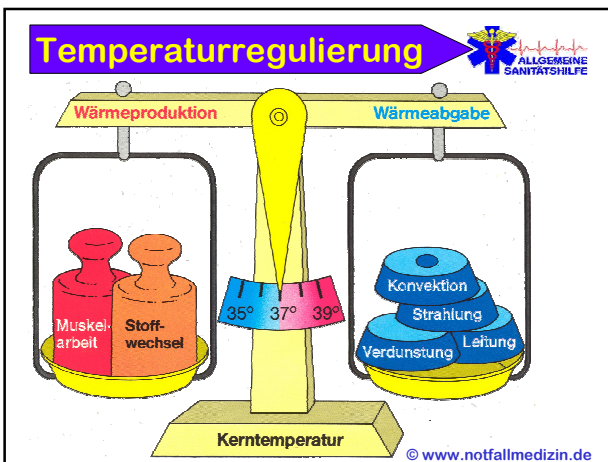 Temperaturregulierung
ALLGEMEINE
SANITÄTSHILFE
Wärmeproduktion
Wärmeabgabe
Muskel-
arbeit
Stoff-
wechsel
35° 37° 39°
Konvektion
Strahlung
Verdunstung
Leitung
Kerntemperatur
© www.notfallmedizin.de